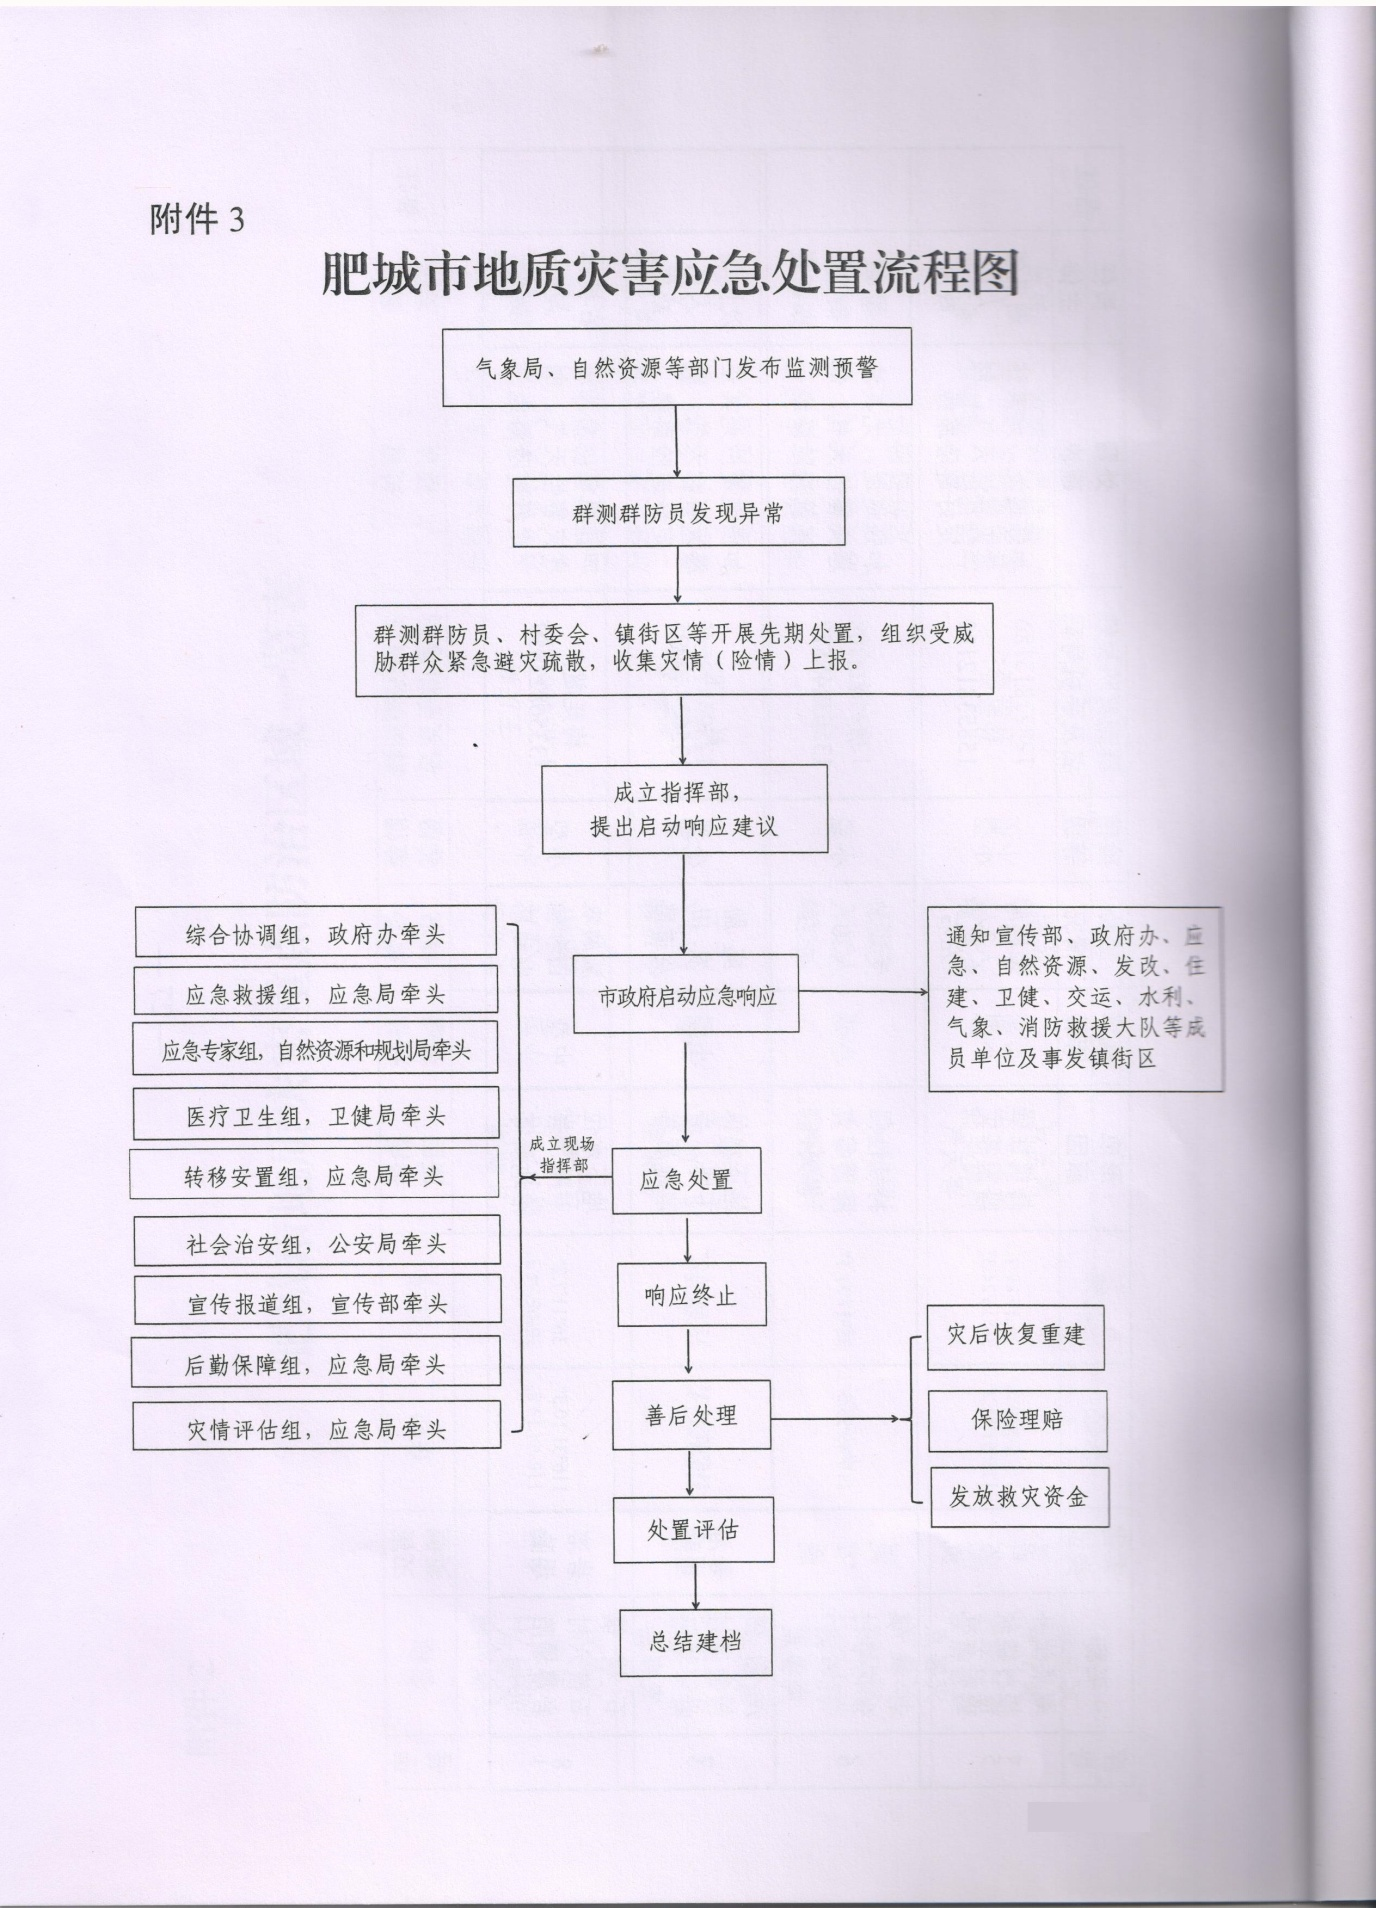 附件 3
肥城市地质灾害应急处置流程图
气象局、自然资源等部门发布监测预警
群测群防员发现异常
群测群防员、村委会、镇街区等开展先期处置，组织受威
胁群众紧急避灾疏散，收集灾情（险情）上报。
成立指挥部，
提出启动响应建议
市政府启动应急响应
通知宣传部、政府办、应
急、自然资源、发改、住
建、卫健、交运、水利、
气象、消防救援大队等成
员单位及事发镇街区
综合协调组，政府办牵头
应急救援组，应急局牵头
应急专家组，自然资源和规划局牵头
医疗卫生组，卫健局牵头
转移安置组，应急局牵头
社会治安组，公安局牵头
宣传报道组，宣传部牵头
后勤保障组，应急局牵头
灾情评估组，应急局牵头
成立现场
指挥部
应急处置
响应终止
善后处理
灾后恢复重建
保险理赔
发放救灾资金
处置评估
总结建档